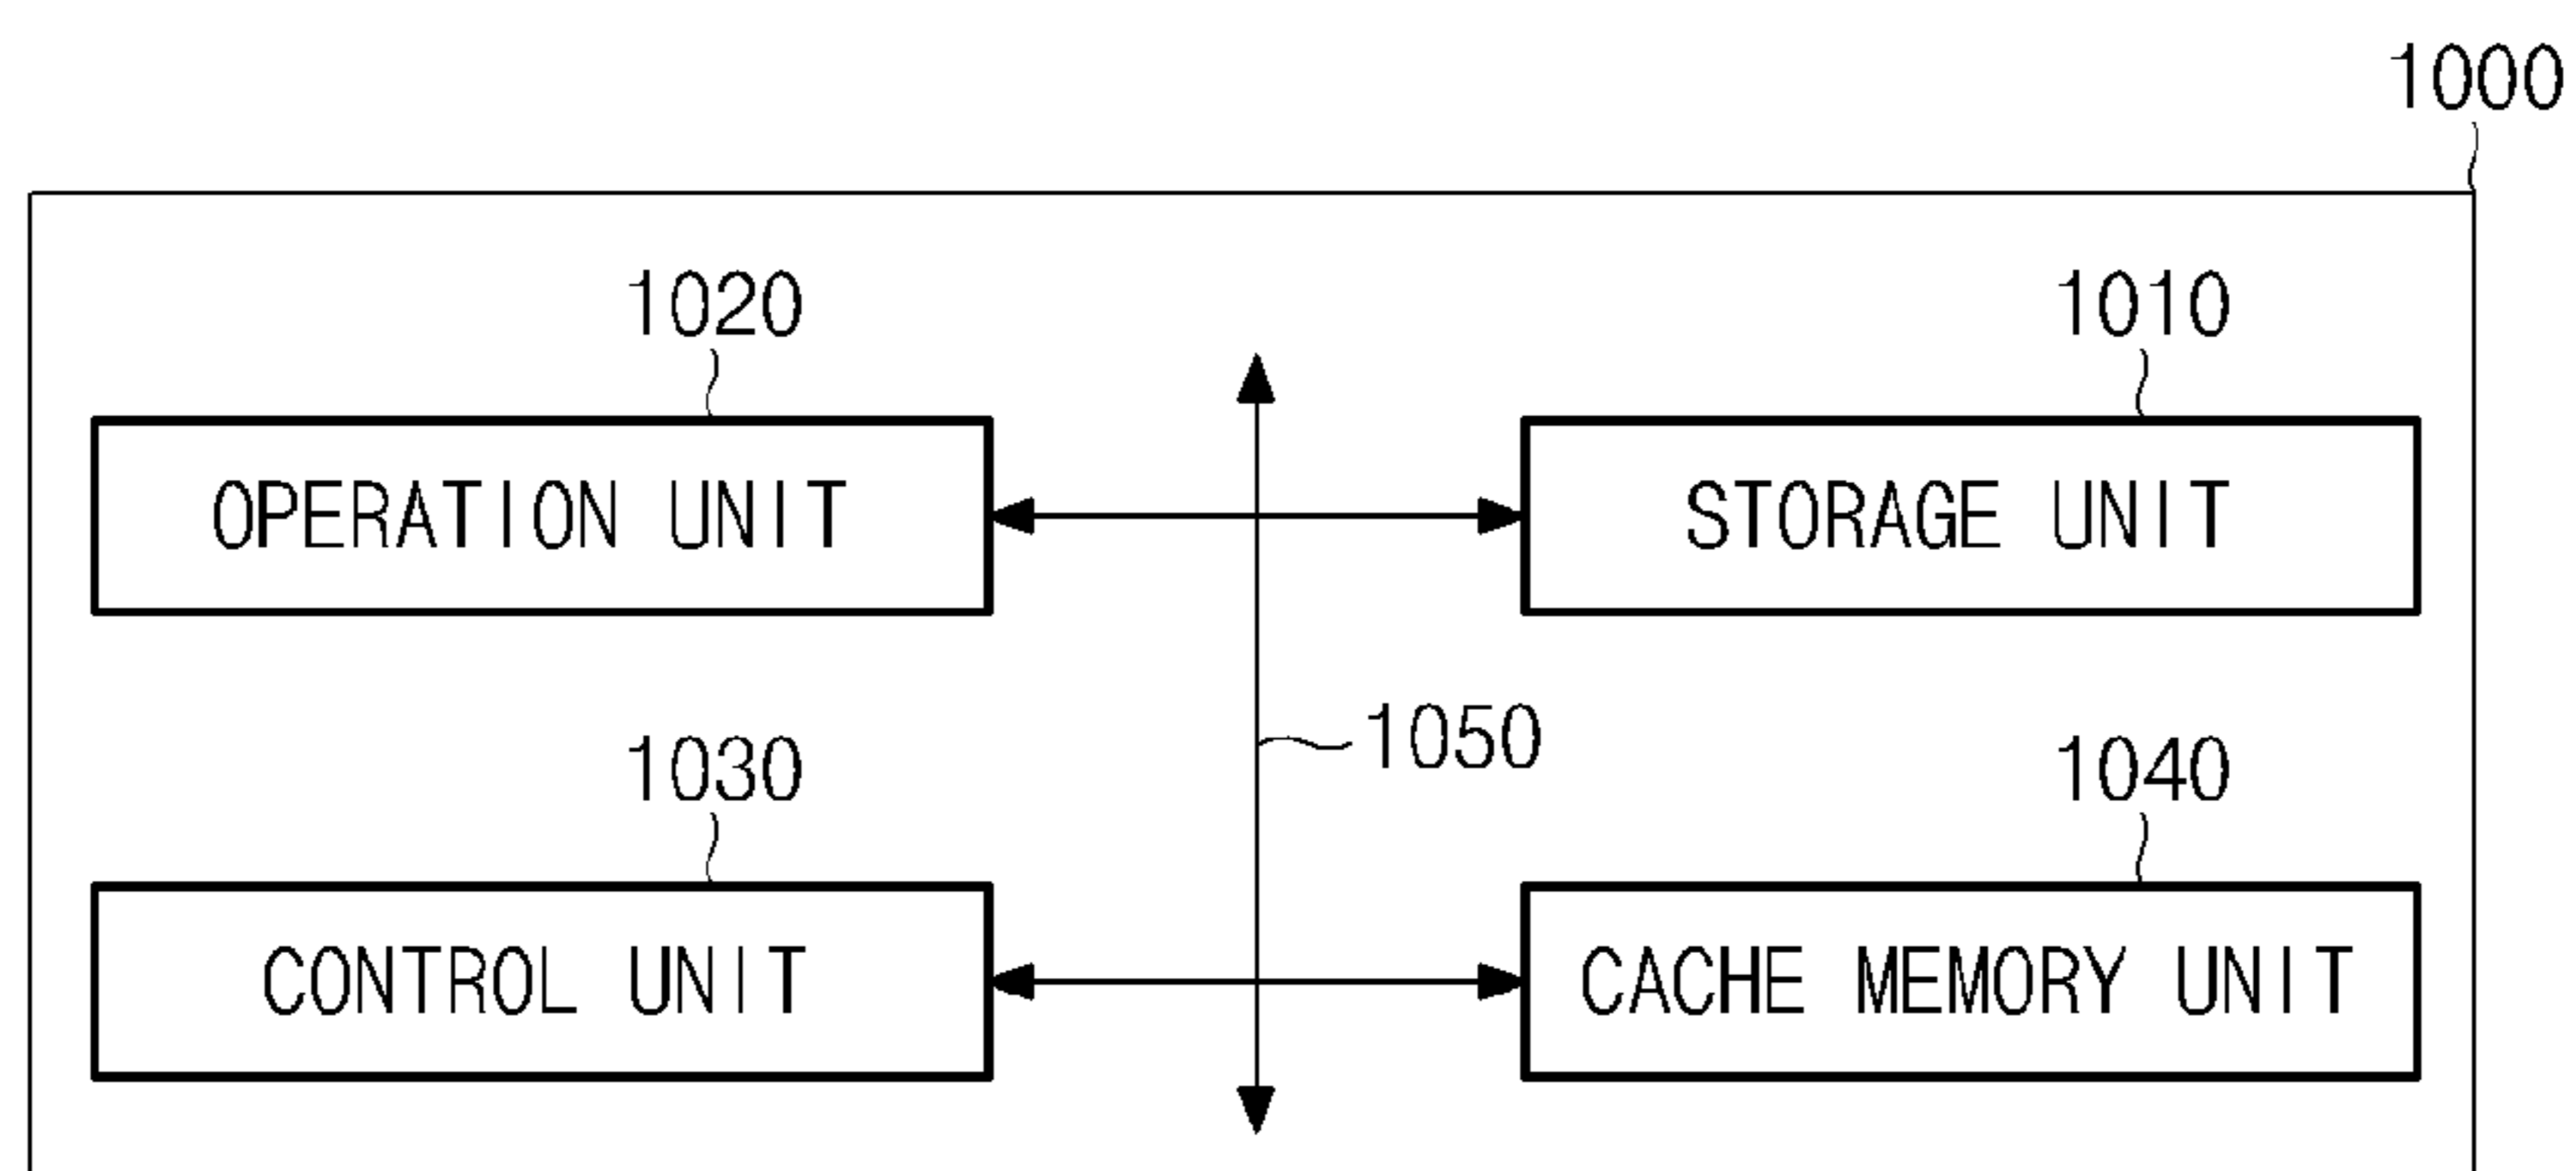 1000
1020
1010
OPERATION UNIT
STORAGE UNIT
1050
1030
1040
CONTROL UNIT
CACHE MEMORY UNIT